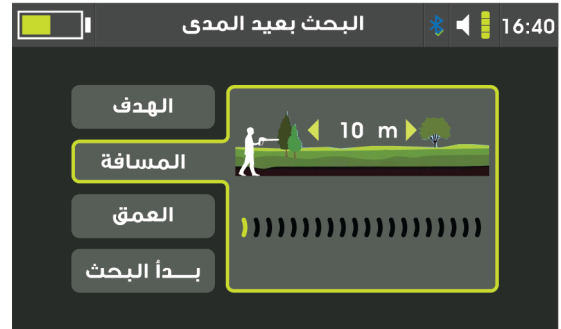 البحث بعيد المدى 16:40
الهدف
المسافة
العمق
بـــدأ البحث
10 m